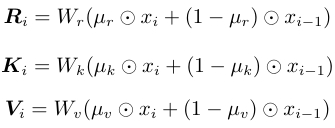 R_i = W_r(μ_r ⊙ x_i + (1 − μ_r) ⊙ x_{i−1})
K_i = W_k(μ_k ⊙ x_i + (1 − μ_k) ⊙ x_{i−1})
V_i = W_v(μ_v ⊙ x_i + (1 − μ_v) ⊙ x_{i−1})